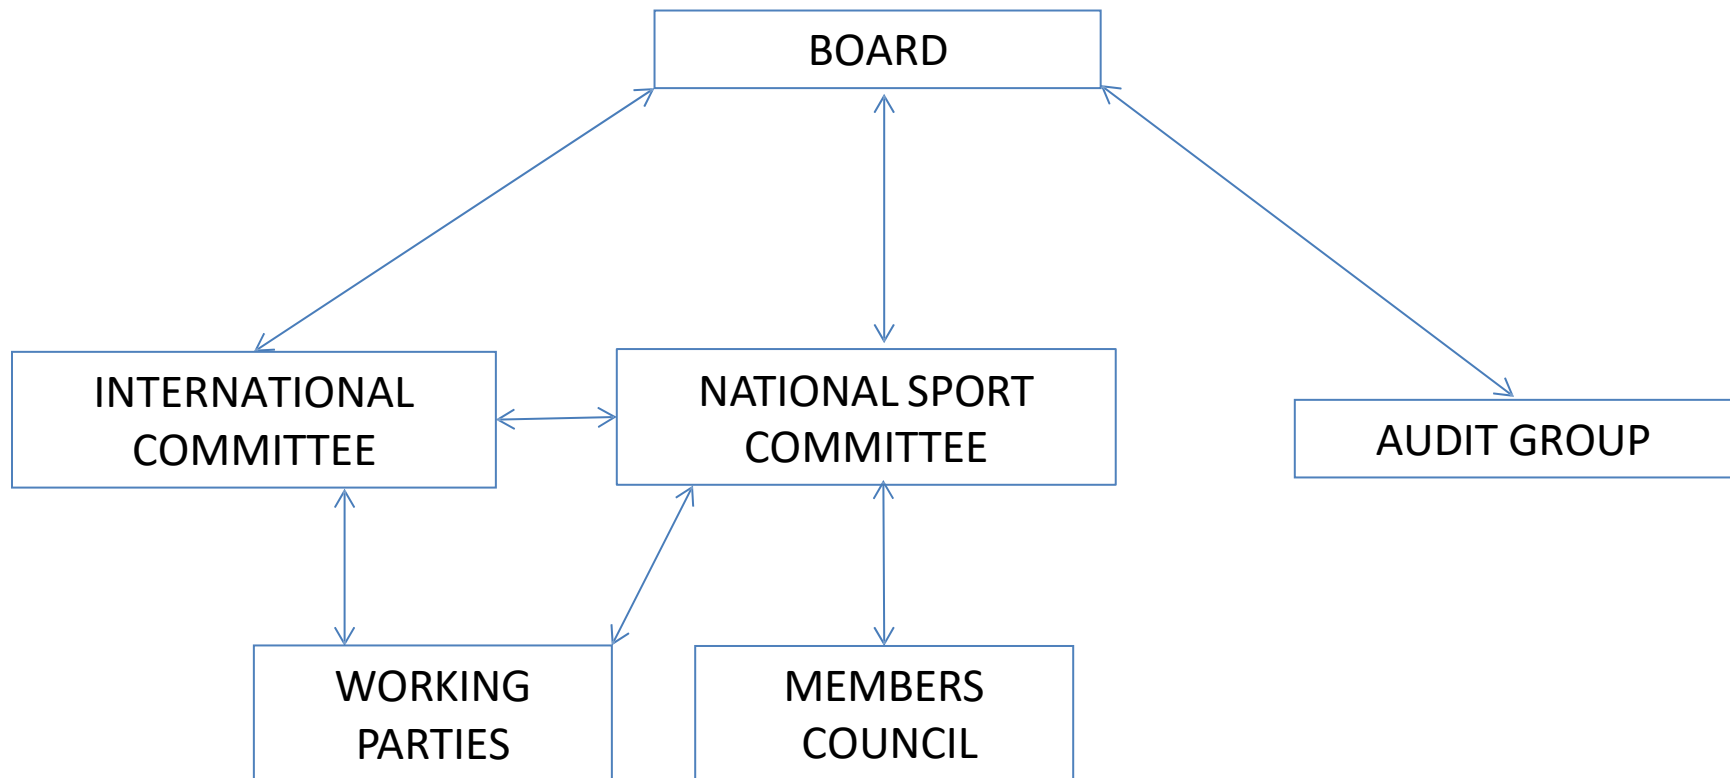 BOARD
INTERNATIONAL
COMMITTEE
NATIONAL SPORT
COMMITTEE
AUDIT GROUP
WORKING
PARTIES
MEMBERS
COUNCIL